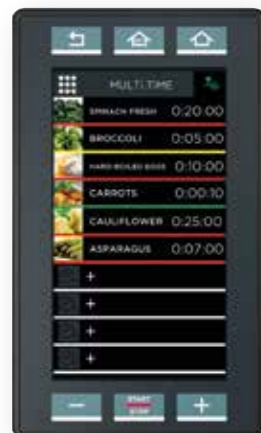 MULTI TIME
SPINACH FRESH 0:20:00
BROCCOLI 0:05:00
HARD BOILED EGGS 0:10:00
CARROTS 0:00:10
CAULIFLOWER 0:25:00
ASPARAGUS 0:07:00
+
+
+
+
− START STOP +